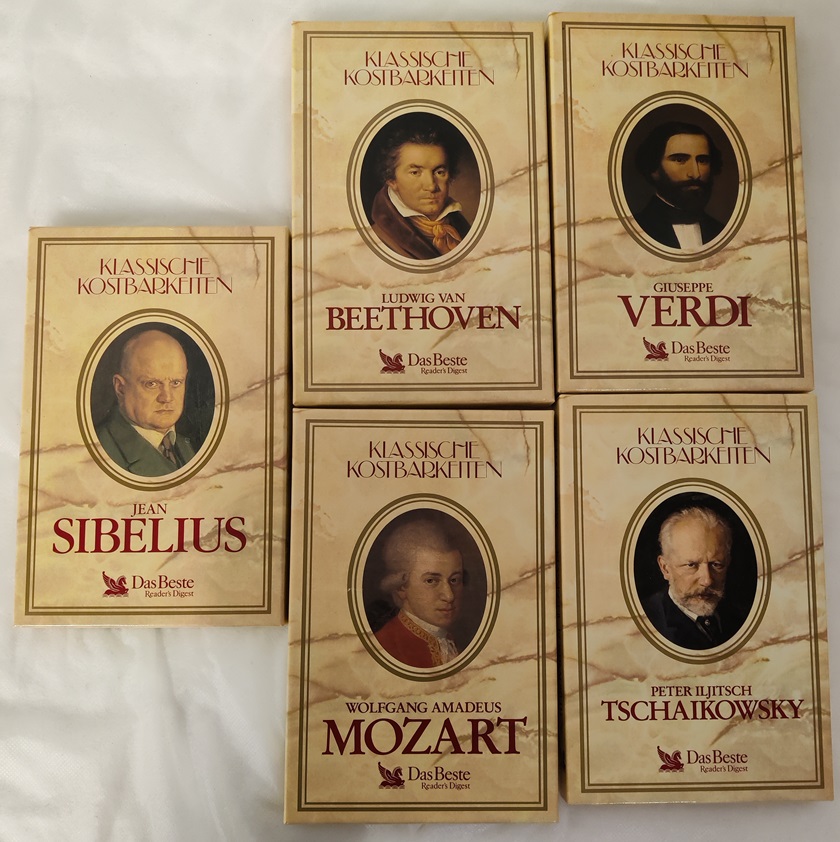 KLASSISCHE
KOSTBARKEITEN
LUDWIG VAN
BEETHOVEN
Das Beste
Reader's Digest
KLASSISCHE
KOSTBARKEITEN
GIUSEPPE
VERDI
Das Beste
Reader's Digest
KLASSISCHE
KOSTBARKEITEN
JEAN
SIBELIUS
Das Beste
Reader's Digest
KLASSISCHE
KOSTBARKEITEN
WOLFGANG AMADEUS
MOZART
Das Beste
Reader's Digest
KLASSISCHE
KOSTBARKEITEN
PETER ILJITSCH
TSCHAIKOWSKY
Das Beste
Reader's Digest